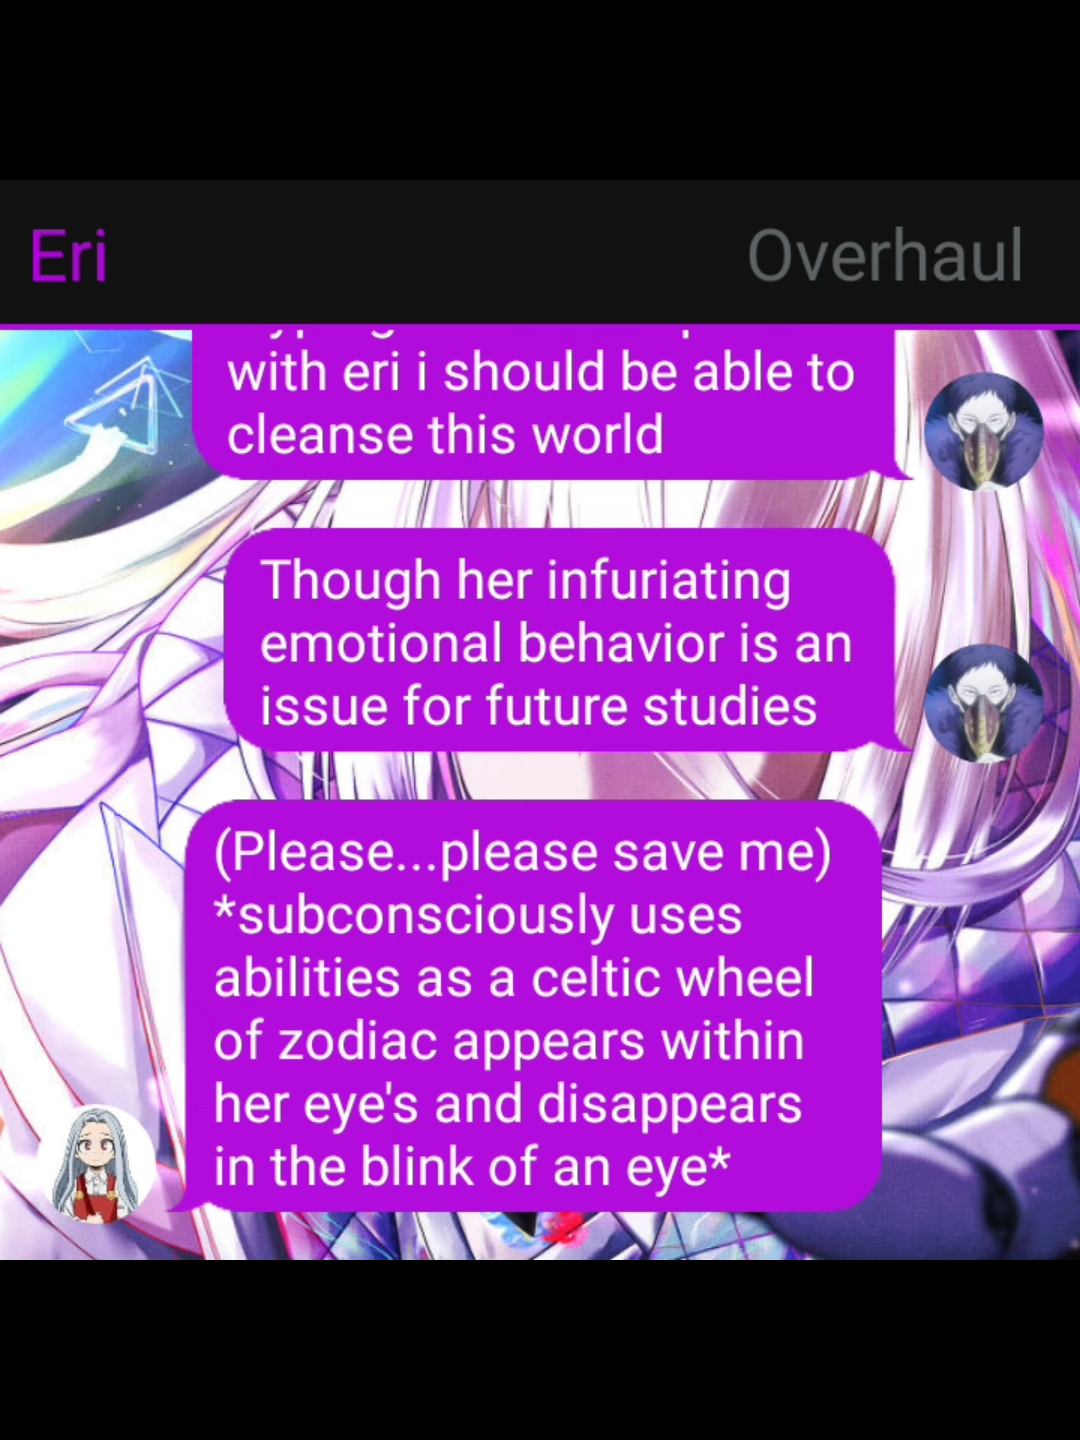 Eri
Overhaul
with eri i should be able to
cleanse this world
Though her infuriating
emotional behavior is an
issue for future studies
(Please...please save me)
*subconsciously uses
abilities as a celtic wheel
of zodiac appears within
her eye's and disappears
in the blink of an eye*